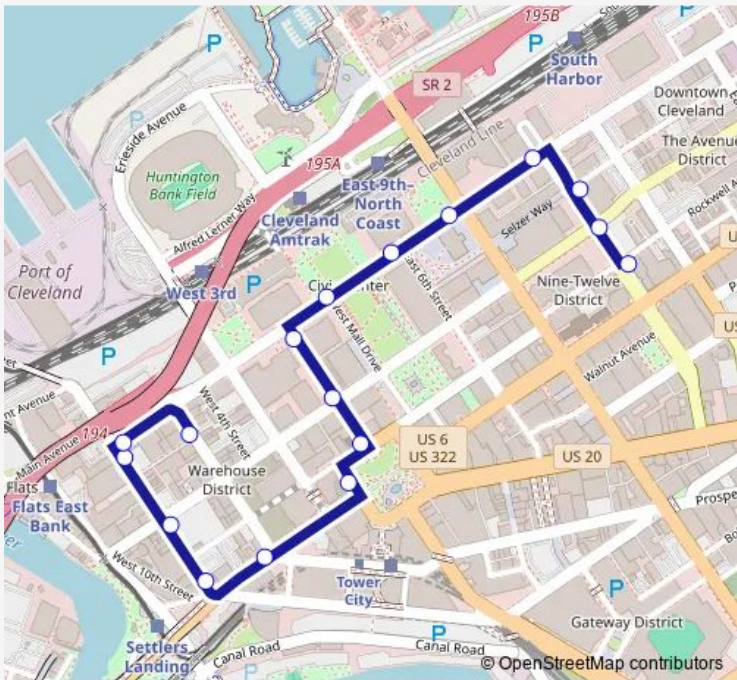 195B
P
P
P
South
Harbor
SR 2
Downtown
Cleveland
Erieside Avenue
P
195A
Cleveland Line
The Avenue
District
Huntington
Bank Field
East 9th–
North
Coast
Rockwell A
Alfred Lerner Way
Cleveland
Amtrak
Selzer Way
Port of
Cleveland
West 3rd
P
East 6th Street
Nine-Twelve
District
US
West Mall Drive
P
Walnut Avenue
Main Avenue
194
West 4th Street
US 6
US 322
US 20
Warehouse
District
Flats
Flats East
Bank
Prospe
West 10th Street
Tower
City
P
Settlers
Landing
P
Gateway District
Canal Road
Canal Road
© OpenStreetMap contributors